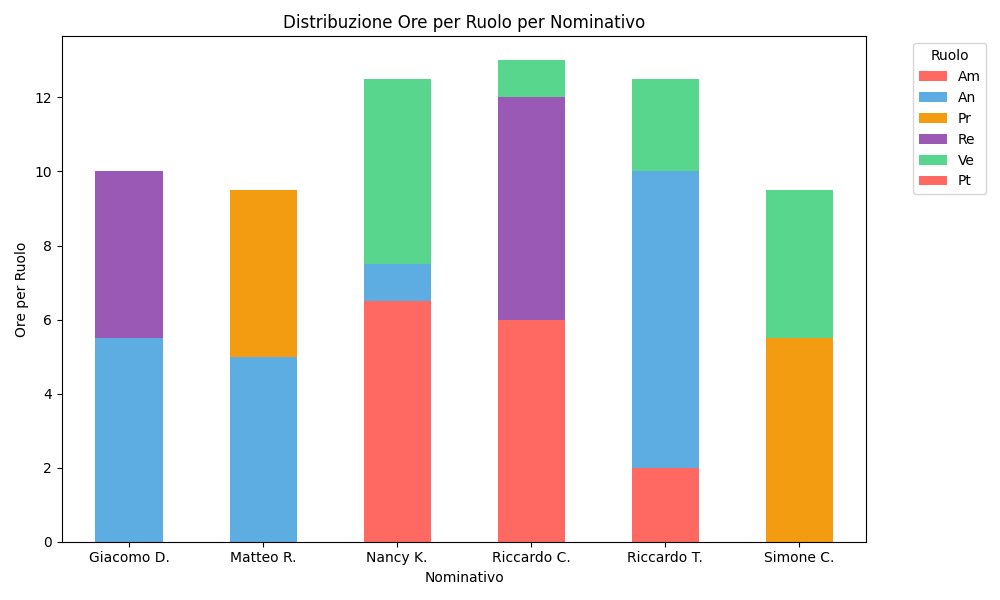 Distribuzione Ore per Ruolo per Nominativo
Ruolo
Am
An
Pr
Re
Ve
Pt
Ore per Ruolo
12
10
8
6
4
2
0
Giacomo D.
Matteo R.
Nancy K.
Riccardo C.
Riccardo T.
Simone C.
Nominativo